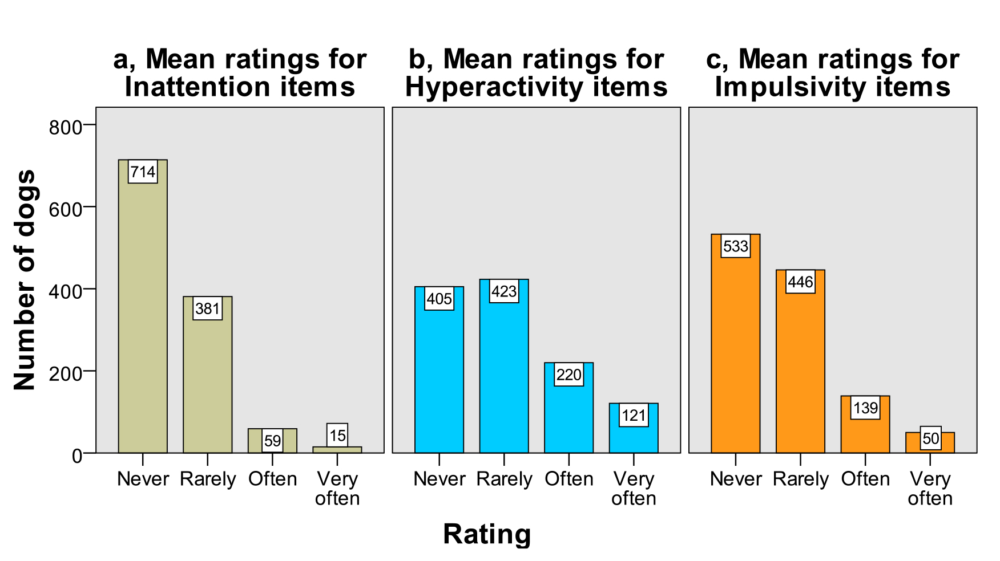 a, Mean ratings for
Inattention items
b, Mean ratings for
Hyperactivity items
c, Mean ratings for
Impulsivity items
Number of dogs
800
600
400
200
0
714
381
59
15
405
423
220
121
533
446
139
50
Never Rarely Often Very
often
Never Rarely Often Very
often
Never Rarely Often Very
often
Rating